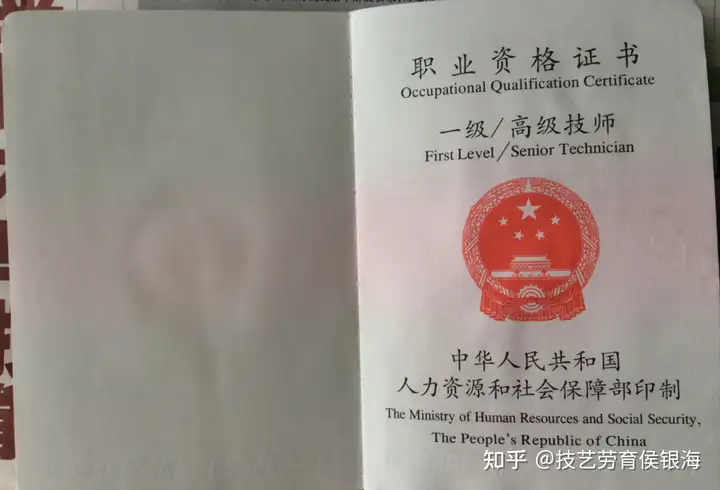 职业资格证书
Occupational Qualification Certificate
一级/高级技师
First Level/Senior Technician
中华人民共和国
人力资源和社会保障部印制
The Ministry of Human Resources and Social Security,
The People's Republic of China
知乎 @技艺劳育侯银海